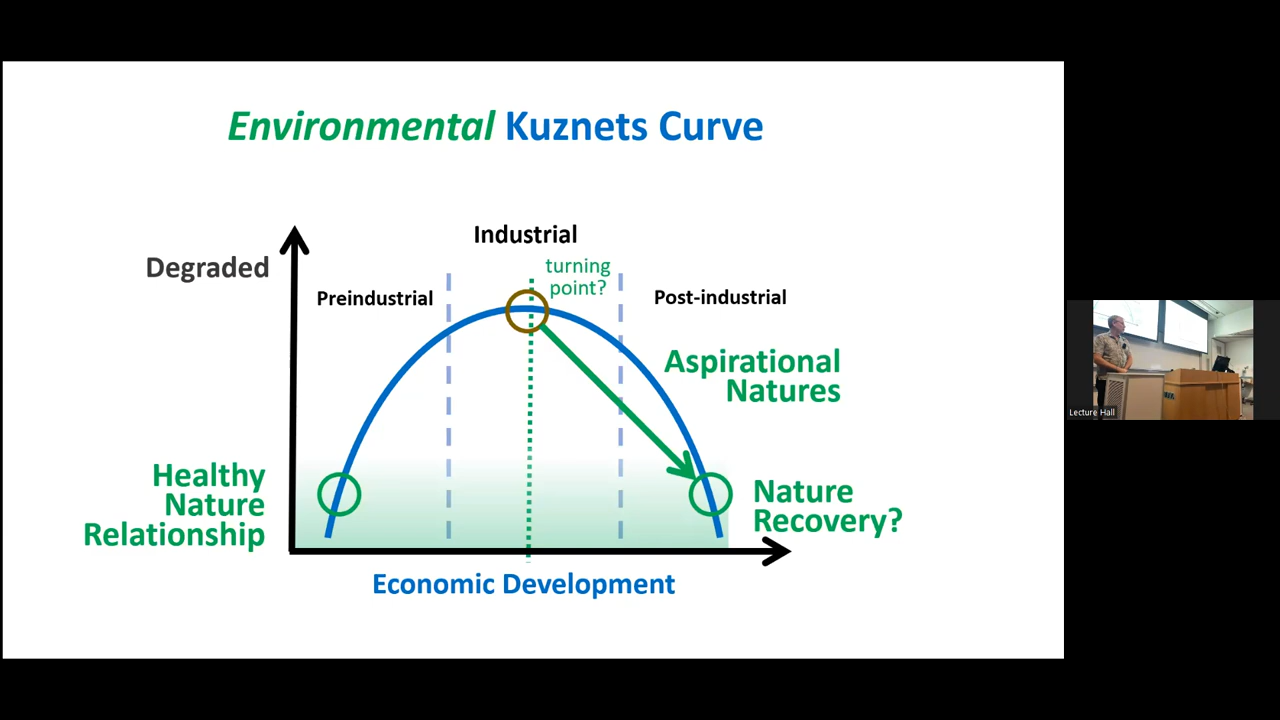 Environmental Kuznets Curve
Industrial
Degraded
turning
point?
Preindustrial
Post-industrial
Aspirational
Natures
Healthy
Nature
Relationship
Nature
Recovery?
Economic Development
Lecture Hall